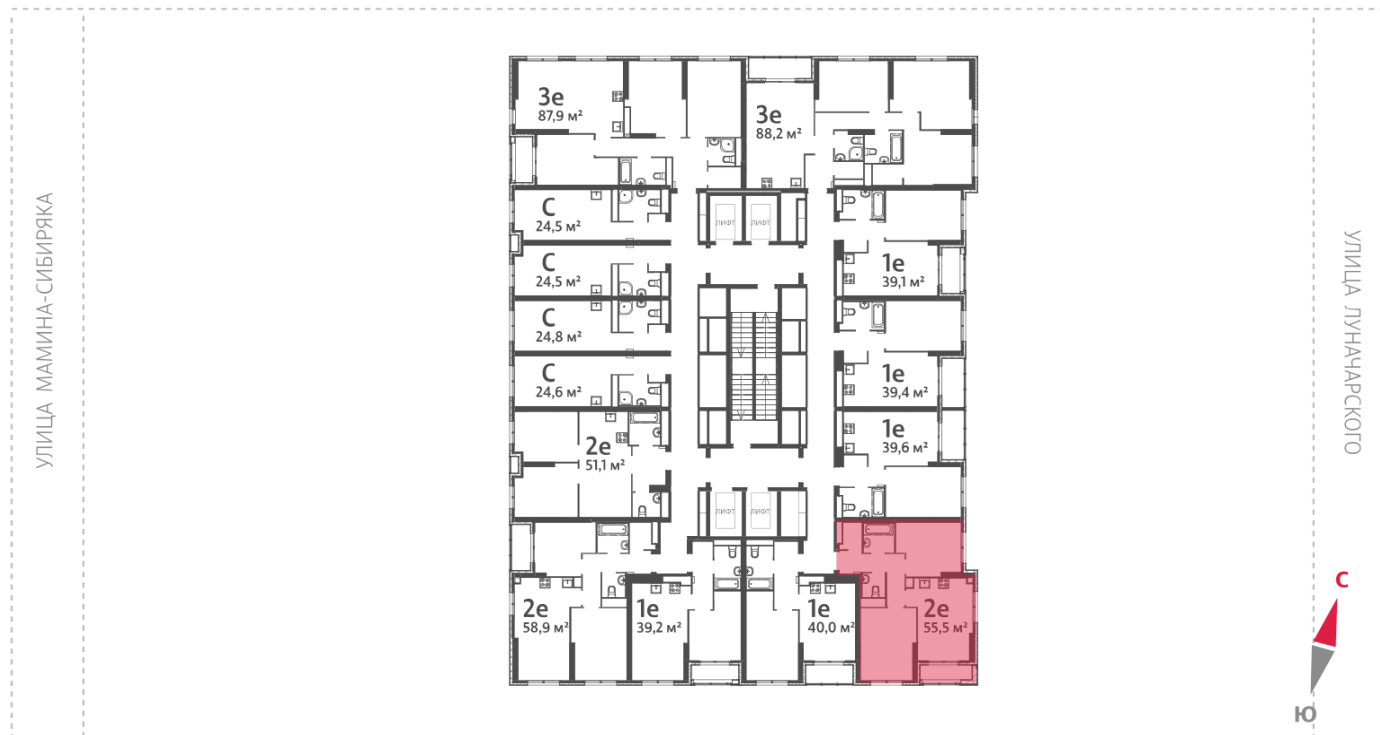 УЛИЦА МАМИНА-СИБИРЯКА
3е
87,9 м²
3е
88,2 м²
С
24,5 м²
ЛИФТ
ЛИФТ
С
24,5 м²
1е
39,1 м²
С
24,8 м²
С
24,6 м²
1е
39,4 м²
2е
51,1 м²
1е
39,6 м²
ЛИФТ
ЛИФТ
2е
58,9 м²
1е
39,2 м²
1е
40,0 м²
2е
55,5 м²
УЛИЦА ЛУНАЧАРСКОГО
С
Ю